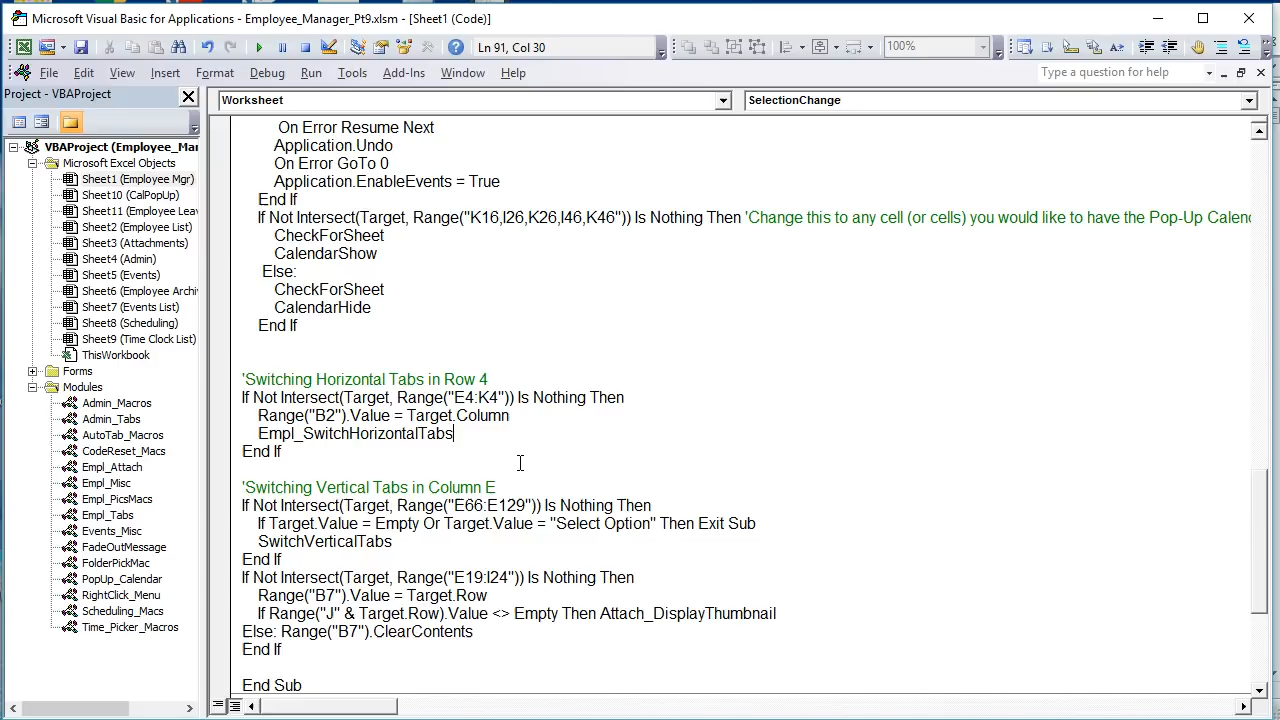 Microsoft Visual Basic for Applications - Employee_Manager_Pt9.xlsm - [Sheet1 (Code)]
Ln 91, Col 30
100%
File Edit View Insert Format Debug Run Tools Add-Ins Window Help
Type a question for help
Project - VBAProject
Worksheet
SelectionChange
VBAProject (Employee_Mar
Microsoft Excel Objects
Sheet1 (Employee Mgr)
Sheet10 (CalPopUp)
Sheet11 (Employee Leav
Sheet2 (Employee List)
Sheet3 (Attachments)
Sheet4 (Admin)
Sheet5 (Events)
Sheet6 (Employee Archi
Sheet7 (Events List)
Sheet8 (Scheduling)
Sheet9 (Time Clock List)
ThisWorkbook
Forms
Modules
Admin_Macros
Admin_Tabs
AutoTab_Macros
CodeReset_Macs
Empl_Attach
Empl_Misc
Empl_PicsMacs
Empl_Tabs
Events_Misc
FadeOutMessage
FolderPickMac
PopUp_Calendar
RightClick_Menu
Scheduling_Macs
Time_Picker_Macros
On Error Resume Next
Application.Undo
On Error GoTo 0
Application.EnableEvents = True
End If
If Not Intersect(Target, Range("K16,I26,K26,I46,K46")) Is Nothing Then 'Change this to any cell (or cells) you would like to have the Pop-Up Calenc
CheckForSheet
CalendarShow
Else:
CheckForSheet
CalendarHide
End If
'Switching Horizontal Tabs in Row 4
If Not Intersect(Target, Range("E4:K4")) Is Nothing Then
Range("B2").Value = Target.Column
Empl_SwitchHorizontalTabs
End If
'Switching Vertical Tabs in Column E
If Not Intersect(Target, Range("E66:E129")) Is Nothing Then
If Target.Value = Empty Or Target.Value = "Select Option" Then Exit Sub
SwitchVerticalTabs
End If
If Not Intersect(Target, Range("E19:I24")) Is Nothing Then
Range("B7").Value = Target.Row
If Range("J" & Target.Row).Value <> Empty Then Attach_DisplayThumbnail
Else: Range("B7").ClearContents
End If
End Sub